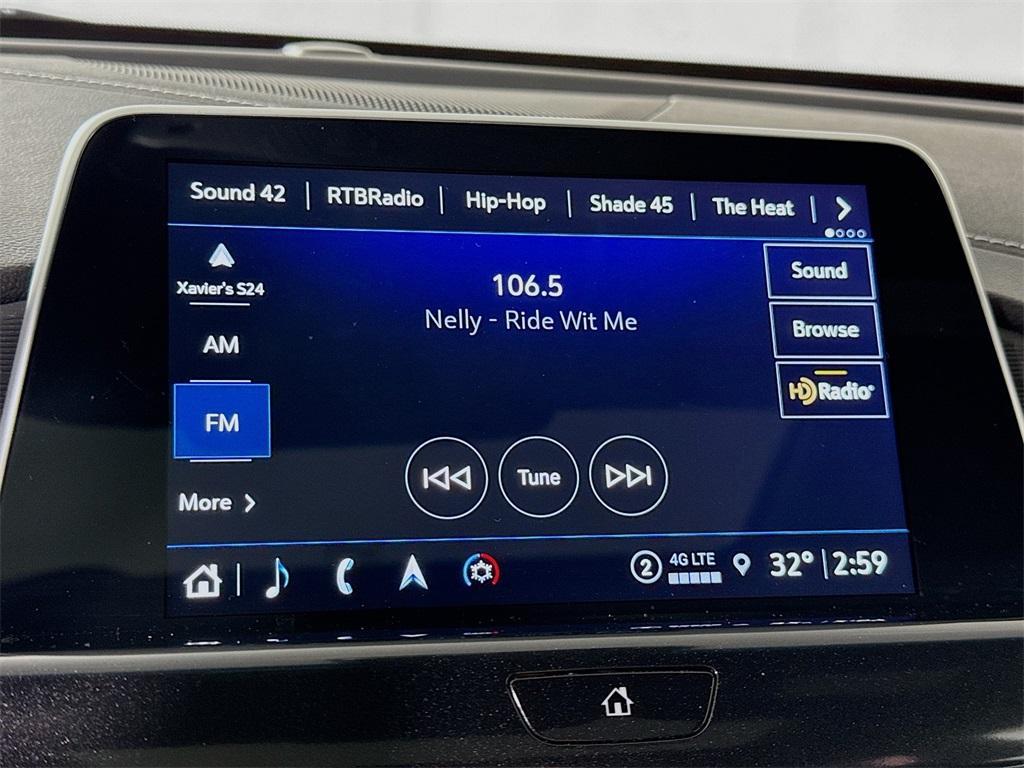 Sound 42 | RTBRadio | Hip-Hop | Shade 45 | The Heat |
Xavier's S24
AM
FM
More
106.5
Nelly - Ride Wit Me
Sound
Browse
HD Radio
Tune
2 4G LTE 32° | 2:59